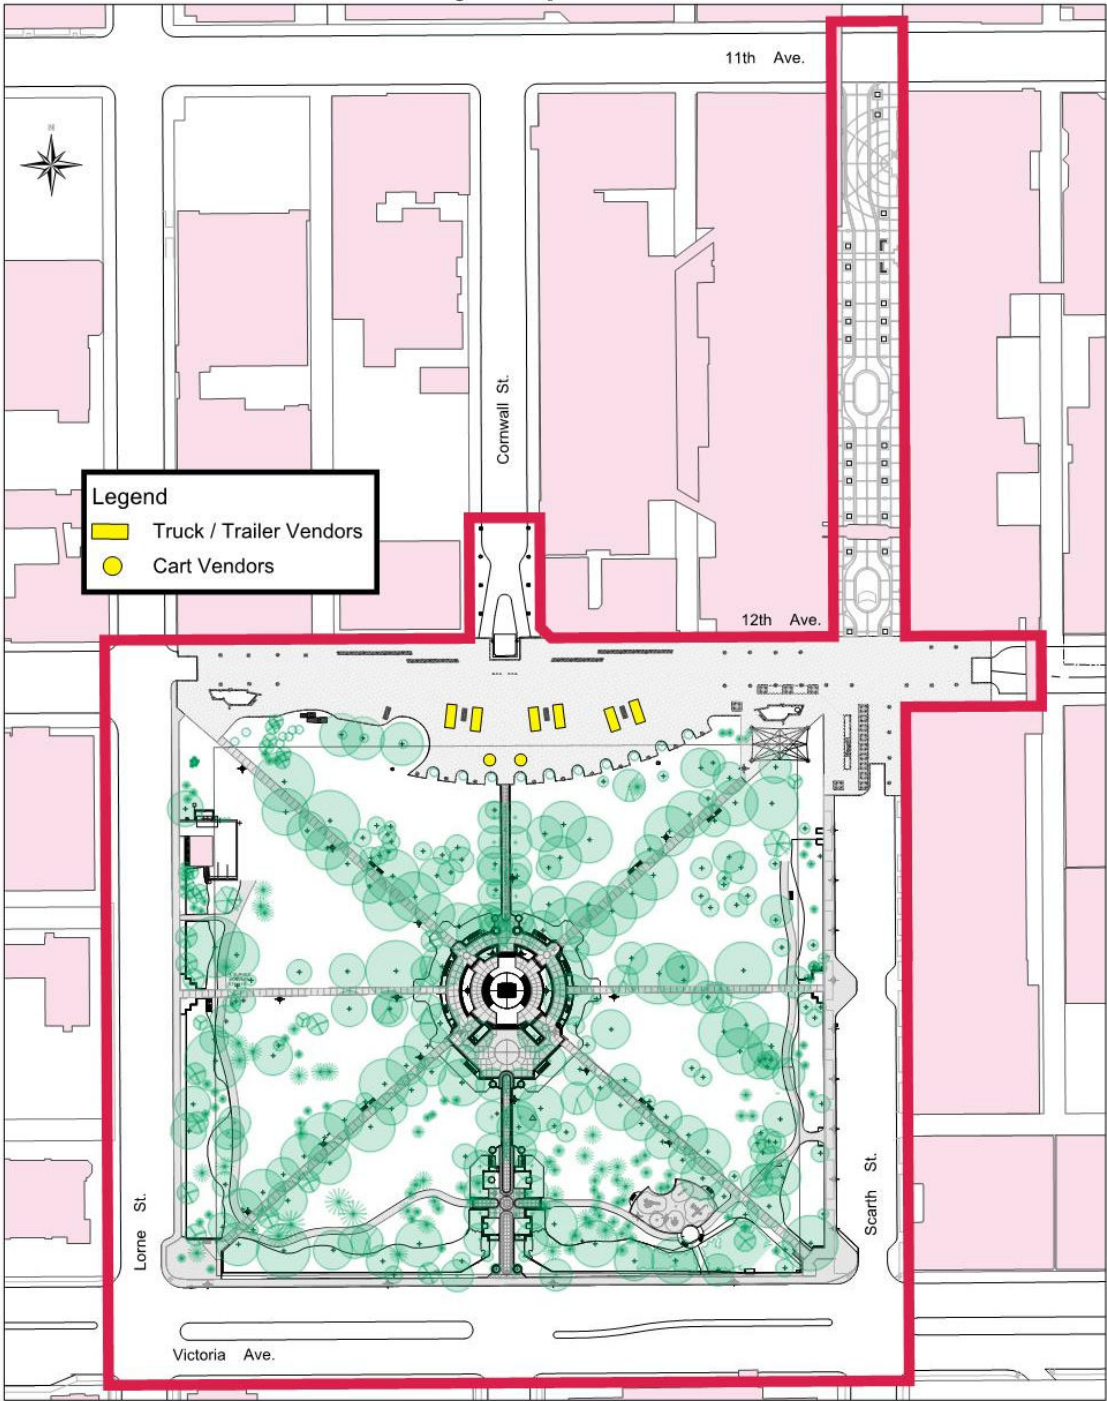 11th Ave.
N
Cornwall St.
Legend
Truck / Trailer Vendors
Cart Vendors
12th Ave.
Lorne St.
Scarth St.
Victoria Ave.